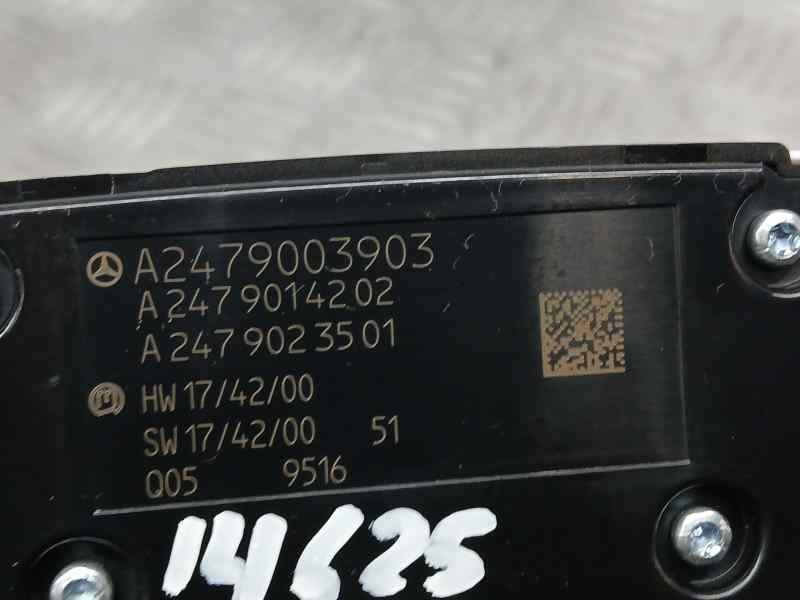 A2479003903
A 247 901 42 02
A 247 902 35 01
HW 17/42/00
SW 17/42/00 51
Q05 9516
14625